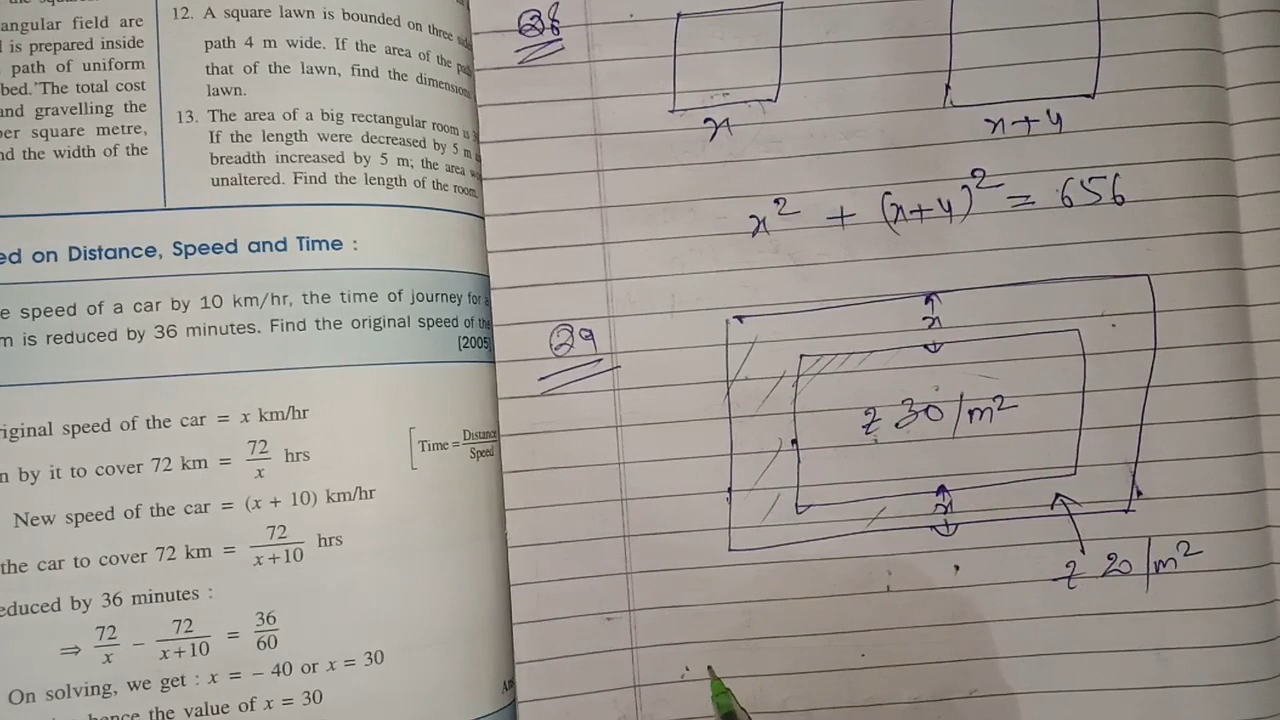 angular field are
is prepared inside
path of uniform
bed. The total cost
and gravelling the
per square metre,
nd the width of the
12. A square lawn is bounded on three
path 4 m wide. If the area of the
that of the lawn, find the dimensions
lawn.
13. The area of a big rectangular room is
If the length were decreased by 5 m
breadth increased by 5 m; the area
unaltered. Find the length of the room
ed on Distance, Speed and Time :
e speed of a car by 10 km/hr, the time of journey for a
m is reduced by 36 minutes. Find the original speed of the
[2005]
iginal speed of the car = x km/hr
n by it to cover 72 km = 72/x hrs
[Time = Distance/Speed
New speed of the car = (x + 10) km/hr
the car to cover 72 km = 72/x+10 hrs
educed by 36 minutes :
⇒ 72/x - 72/x+10 = 36/60
On solving, we get : x = - 40 or x = 30
hence the value of x = 30
Q8
x
x+4
x² + (x+4)² = 656
Q9
x
₹ 30/m²
x
₹ 20/m²